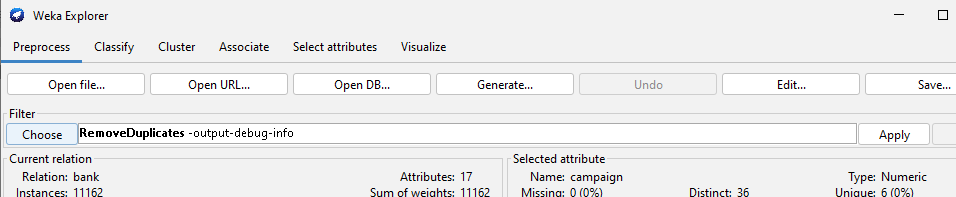 Weka Explorer
Preprocess Classify Cluster Associate Select attributes Visualize
Open file... Open URL... Open DB... Generate... Undo Edit... Save...
Filter
Choose RemoveDuplicates -output-debug-info Apply
Current relation
Relation: bank Attributes: 17
Instances: 11162 Sum of weights: 11162
Selected attribute
Name: campaign Type: Numeric
Missing: 0 (0%) Distinct: 36 Unique: 6 (0%)